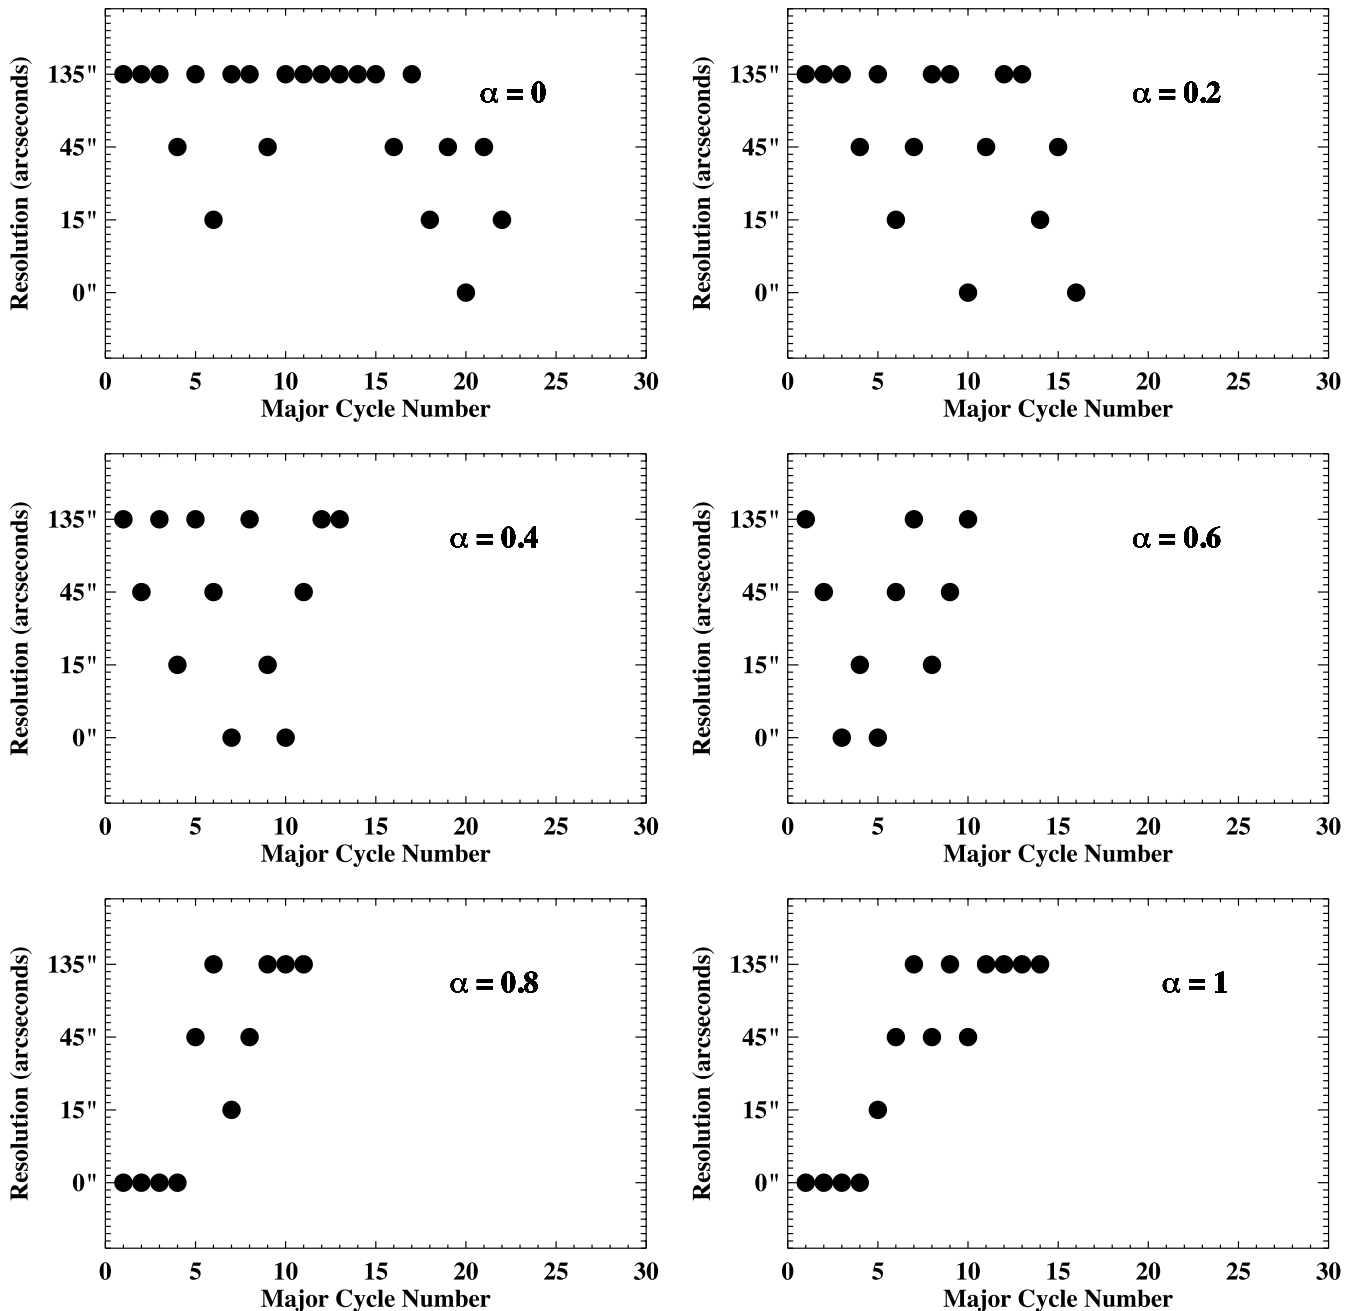 Resolution (arcseconds)
135"
45"
15"
0"
α = 0
0 5 10 15 20 25 30
Major Cycle Number
Resolution (arcseconds)
135"
45"
15"
0"
α = 0.2
0 5 10 15 20 25 30
Major Cycle Number
Resolution (arcseconds)
135"
45"
15"
0"
α = 0.4
0 5 10 15 20 25 30
Major Cycle Number
Resolution (arcseconds)
135"
45"
15"
0"
α = 0.6
0 5 10 15 20 25 30
Major Cycle Number
Resolution (arcseconds)
135"
45"
15"
0"
α = 0.8
0 5 10 15 20 25 30
Major Cycle Number
Resolution (arcseconds)
135"
45"
15"
0"
α = 1
0 5 10 15 20 25 30
Major Cycle Number